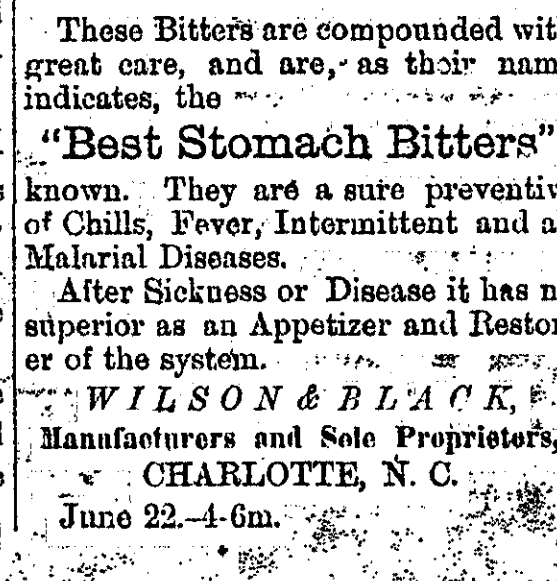 These Bitters are compounded wit
great care, and are, as their nam
indicates, the
"Best Stomach Bitters"
known. They are a sure preventiv
of Chills, Fever, Intermittent and a
Malarial Diseases.
After Sickness or Disease it has n
superior as an Appetizer and Restor
er of the system.
WILSON & BLACK,
Manufacturers and Sole Proprietors,
CHARLOTTE, N. C.
June 22.-4-6m.